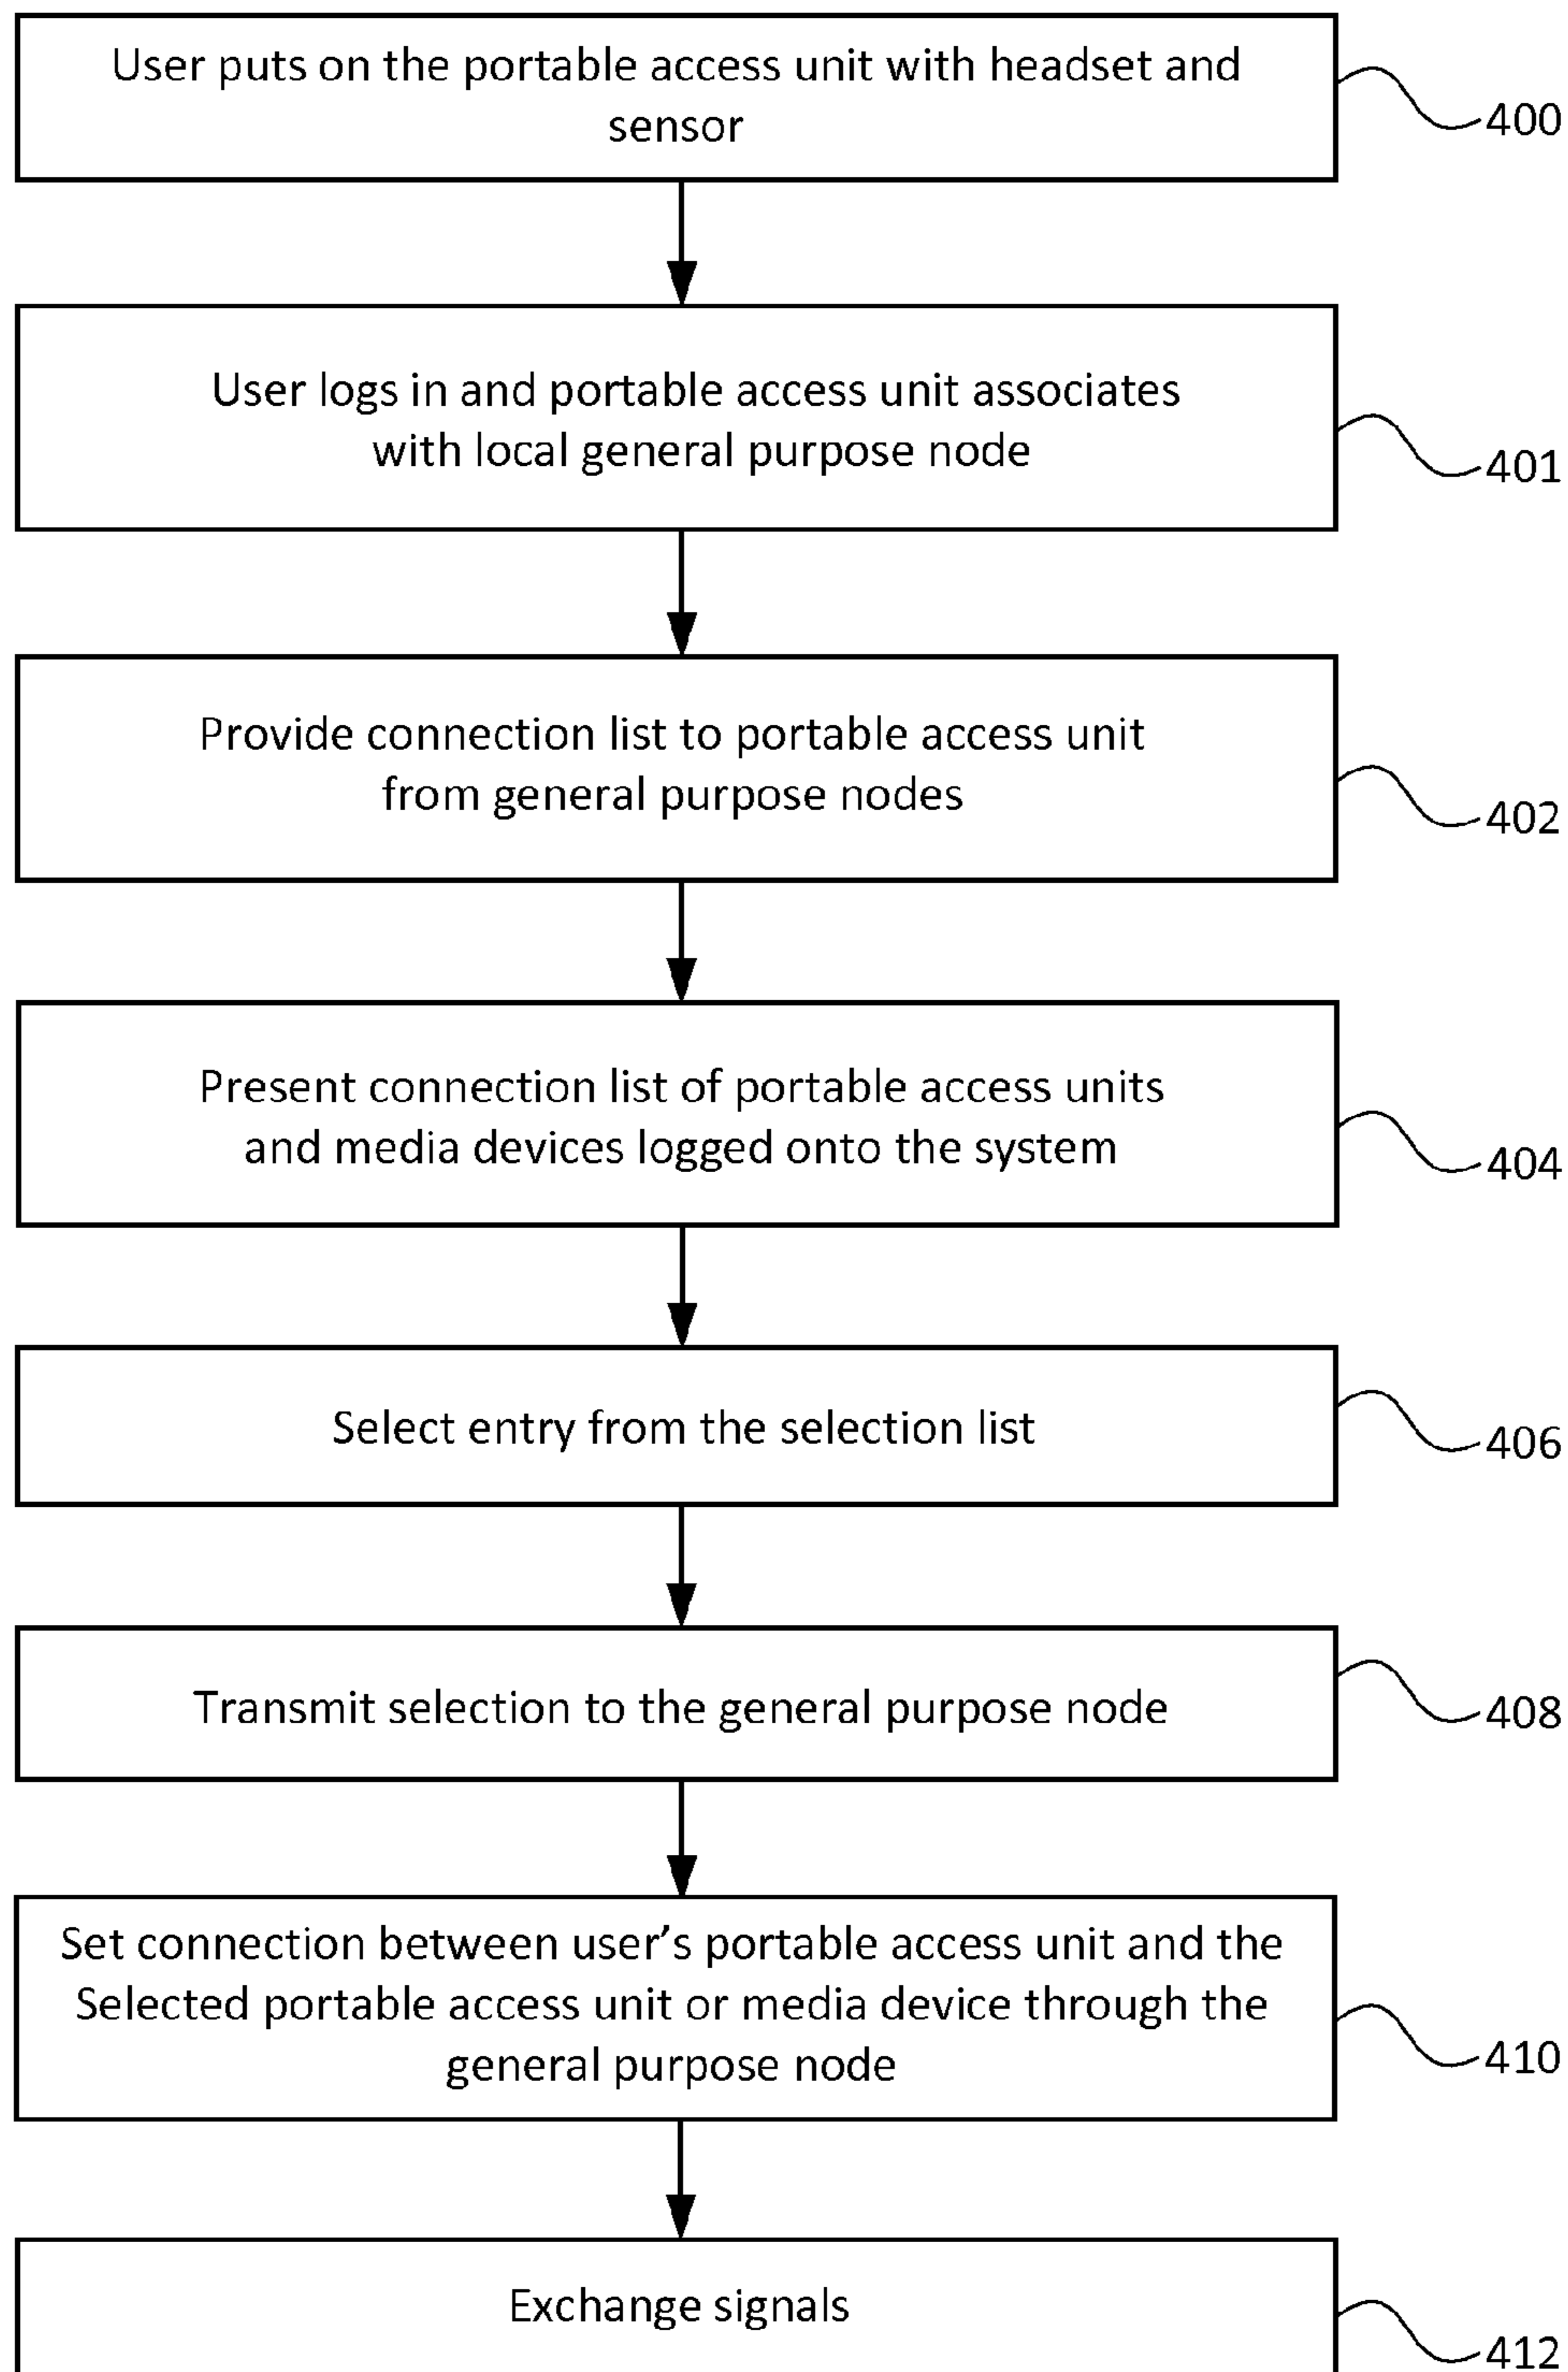 User puts on the portable access unit with headset and
sensor
400
User logs in and portable access unit associates
with local general purpose node
401
Provide connection list to portable access unit
from general purpose nodes
402
Present connection list of portable access units
and media devices logged onto the system
404
Select entry from the selection list
406
Transmit selection to the general purpose node
408
Set connection between user's portable access unit and the
Selected portable access unit or media device through the
general purpose node
410
Exchange signals
412